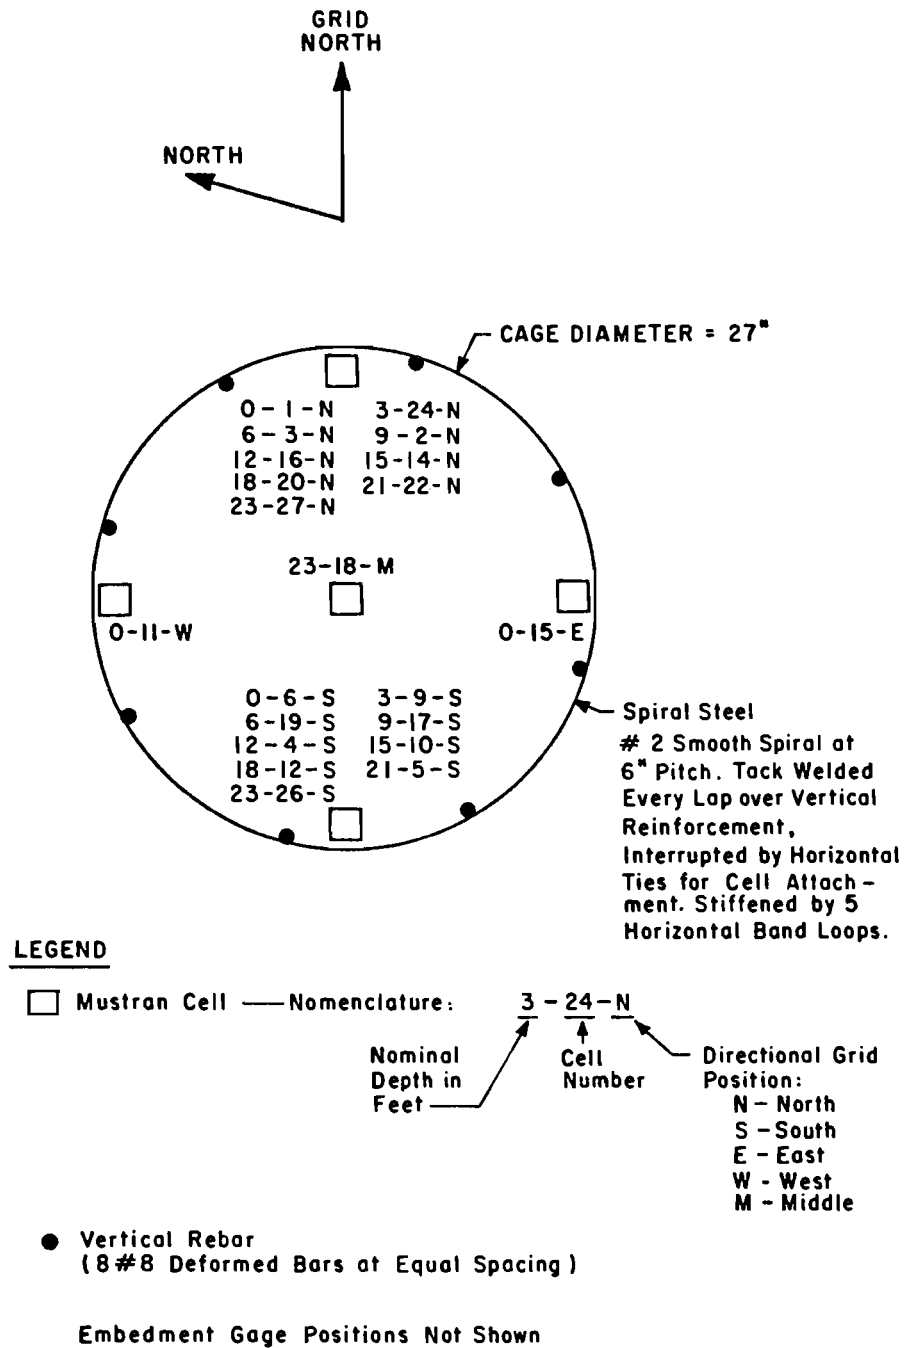 GRID
NORTH
NORTH
CAGE DIAMETER = 27"
0-1-N 3-24-N
6-3-N 9-2-N
12-16-N 15-14-N
18-20-N 21-22-N
23-27-N
23-18-M
0-11-W
0-15-E
0-6-S 3-9-S
6-19-S 9-17-S
12-4-S 15-10-S
18-12-S 21-5-S
23-26-S
Spiral Steel
# 2 Smooth Spiral at
6" Pitch. Tack Welded
Every Lap over Vertical
Reinforcement,
Interrupted by Horizontal
Ties for Cell Attach-
ment. Stiffened by 5
Horizontal Band Loops.
LEGEND
Mustran Cell — Nomenclature: 3-24-N
Nominal
Depth in
Feet
Cell
Number
Directional Grid
Position:
N - North
S - South
E - East
W - West
M - Middle
Vertical Rebar
(8#8 Deformed Bars at Equal Spacing)
Embedment Gage Positions Not Shown